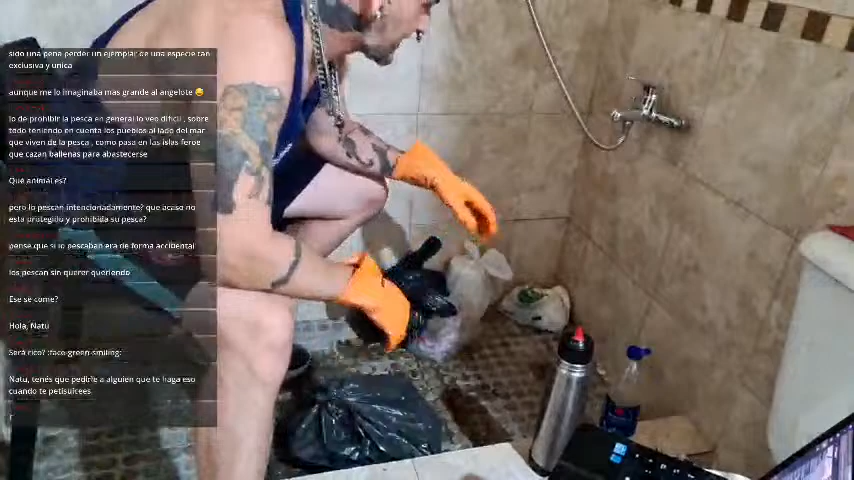 sido una pena perder un ejemplar de una especie tan
exclusiva y unica
aunque me lo imaginaba mas grande al angelote 😅
lo de prohibir la pesca en general lo veo dificil , sobre
todo teniendo en cuenta los pueblos al lado del mar
que viven de la pesca , como pasa en las islas feroe
que cazan ballenas para abastecerse
Qué animal es?
pero lo pescan intencionadamente? que acaso no
esta protegido y prohibida su pesca?
pense que si lo pescaban era de forma accidental
los pescan sin querer queriendo
Ese se come?
Hola, Natu
Será rico? :face-green-smiling:
Natu, tenés que pedirle a alguien que te haga eso
cuando te petisuicees